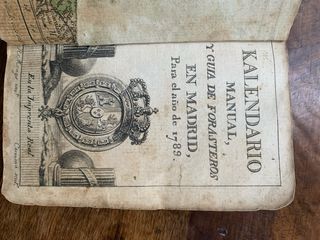 KALENDARIO
MANUAL,
Y GUIA DE FORASTEROS
EN MADRID,
Para el año de 1789.
En la Imprenta Real.